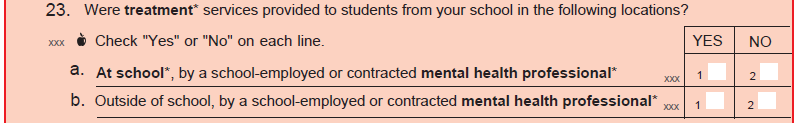 23. Were treatment* services provided to students from your school in the following locations?
xxx Check "Yes" or "No" on each line. YES NO
a. At school*, by a school-employed or contracted mental health professional* xxx 1 2
b. Outside of school, by a school-employed or contracted mental health professional* xxx 1 2